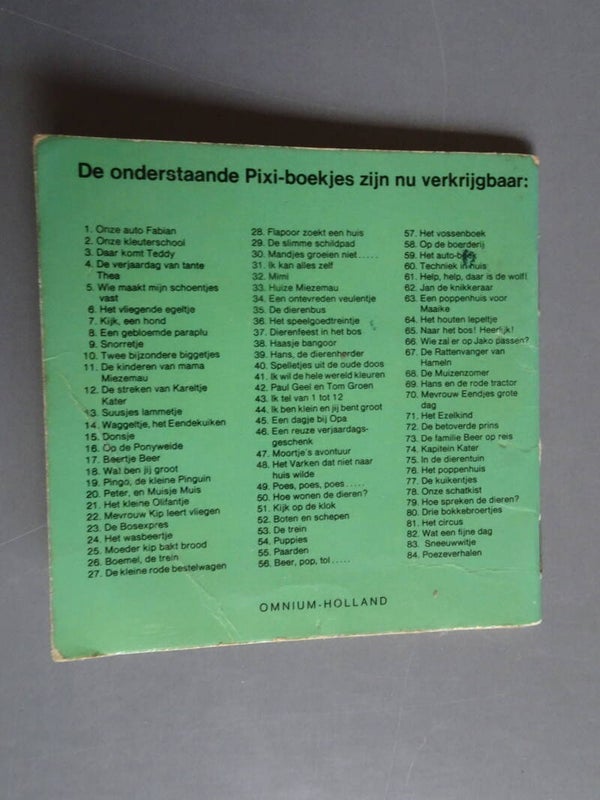 De onderstaande Pixi-boekjes zijn nu verkrijgbaar:
1. Onze auto Fabian
2. Onze kleuterschool
3. Daar komt Teddy
4. De verjaardag van tante
Thea
5. Wie maakt mijn schoentjes
vast
6. Het vliegende egeltje
7. Kijk, een hond
8. Een gebloemde paraplu
9. Snorretje
10. Twee bijzondere biggetjes
11. De kinderen van mama
Miezemau
12. De streken van Kareltje
Kater
13. Suusjes lammetje
14. Waggeltje, het Eendekuiken
15. Donsje
16. Op de Ponyweide
17. Beertje Beer
18. Wat ben jij groot
19. Pingo, de kleine Pinguin
20. Peter, en Muisje Muis
21. Het kleine Olifantje
22. Mevrouw Kip leert vliegen
23. De Bosexpres
24. Het wasbeertje
25. Moeder kip bakt brood
26. Boemel, de trein
27. De kleine rode bestelwagen
28. Flapoor zoekt een huis
29. De slimme schildpad
30. Mandjes groeien niet.....
31. Ik kan alles zelf
32. Mimi
33. Huize Miezemau
34. Een ontevreden veulentje
35. De dierenbus
36. Het speelgoedtreintje
37. Dierenfeest in het bos
38. Haasje bangoor
39. Hans, de dierenherder
40. Spelletjes uit de oude doos
41. Ik wil de hele wereld kleuren
42. Paul Geel en Tom Groen
43. Ik tel van 1 tot 12
44. Ik ben klein en jij bent groot
45. Een dagje bij Opa
46. Een reuze verjaardags-
geschenk
47. Moortje's avontuur
48. Het Varken dat niet naar
huis wilde
49. Poes, poes, poes.....
50. Hoe wonen de dieren?
51. Kijk op de klok
52. Boten en schepen
53. De trein
54. Puppies
55. Paarden
56. Beer, pop, tol.....
57. Het vossenboek
58. Op de boerderij
59. Het auto-boek
60. Techniek in huis
61. Help, help, daar is de wolf!
62. Jan de knikkeraar
63. Een poppenhuis voor
Maaike
64. Het houten lepeltje
65. Naar het bos! Heerlijk!
66. Wie zal er op Jako passen?
67. De Rattenvanger van
Hameln
68. De Muizenzomer
69. Hans en de rode tractor
70. Mevrouw Eendjes grote
dag
71. Het Ezelkind
72. De betoverde prins
73. De familie Beer op reis
74. Kapitein Kater
75. In de dierentuin
76. Het poppenhuis
77. De kuikentjes
78. Onze schatkist
79. Hoe spreken de dieren?
80. Drie bokkebroertjes
81. Het circus
82. Wat een fijne dag
83. Sneeuwwitje
84. Poezeverhalen
OMNIUM-HOLLAND